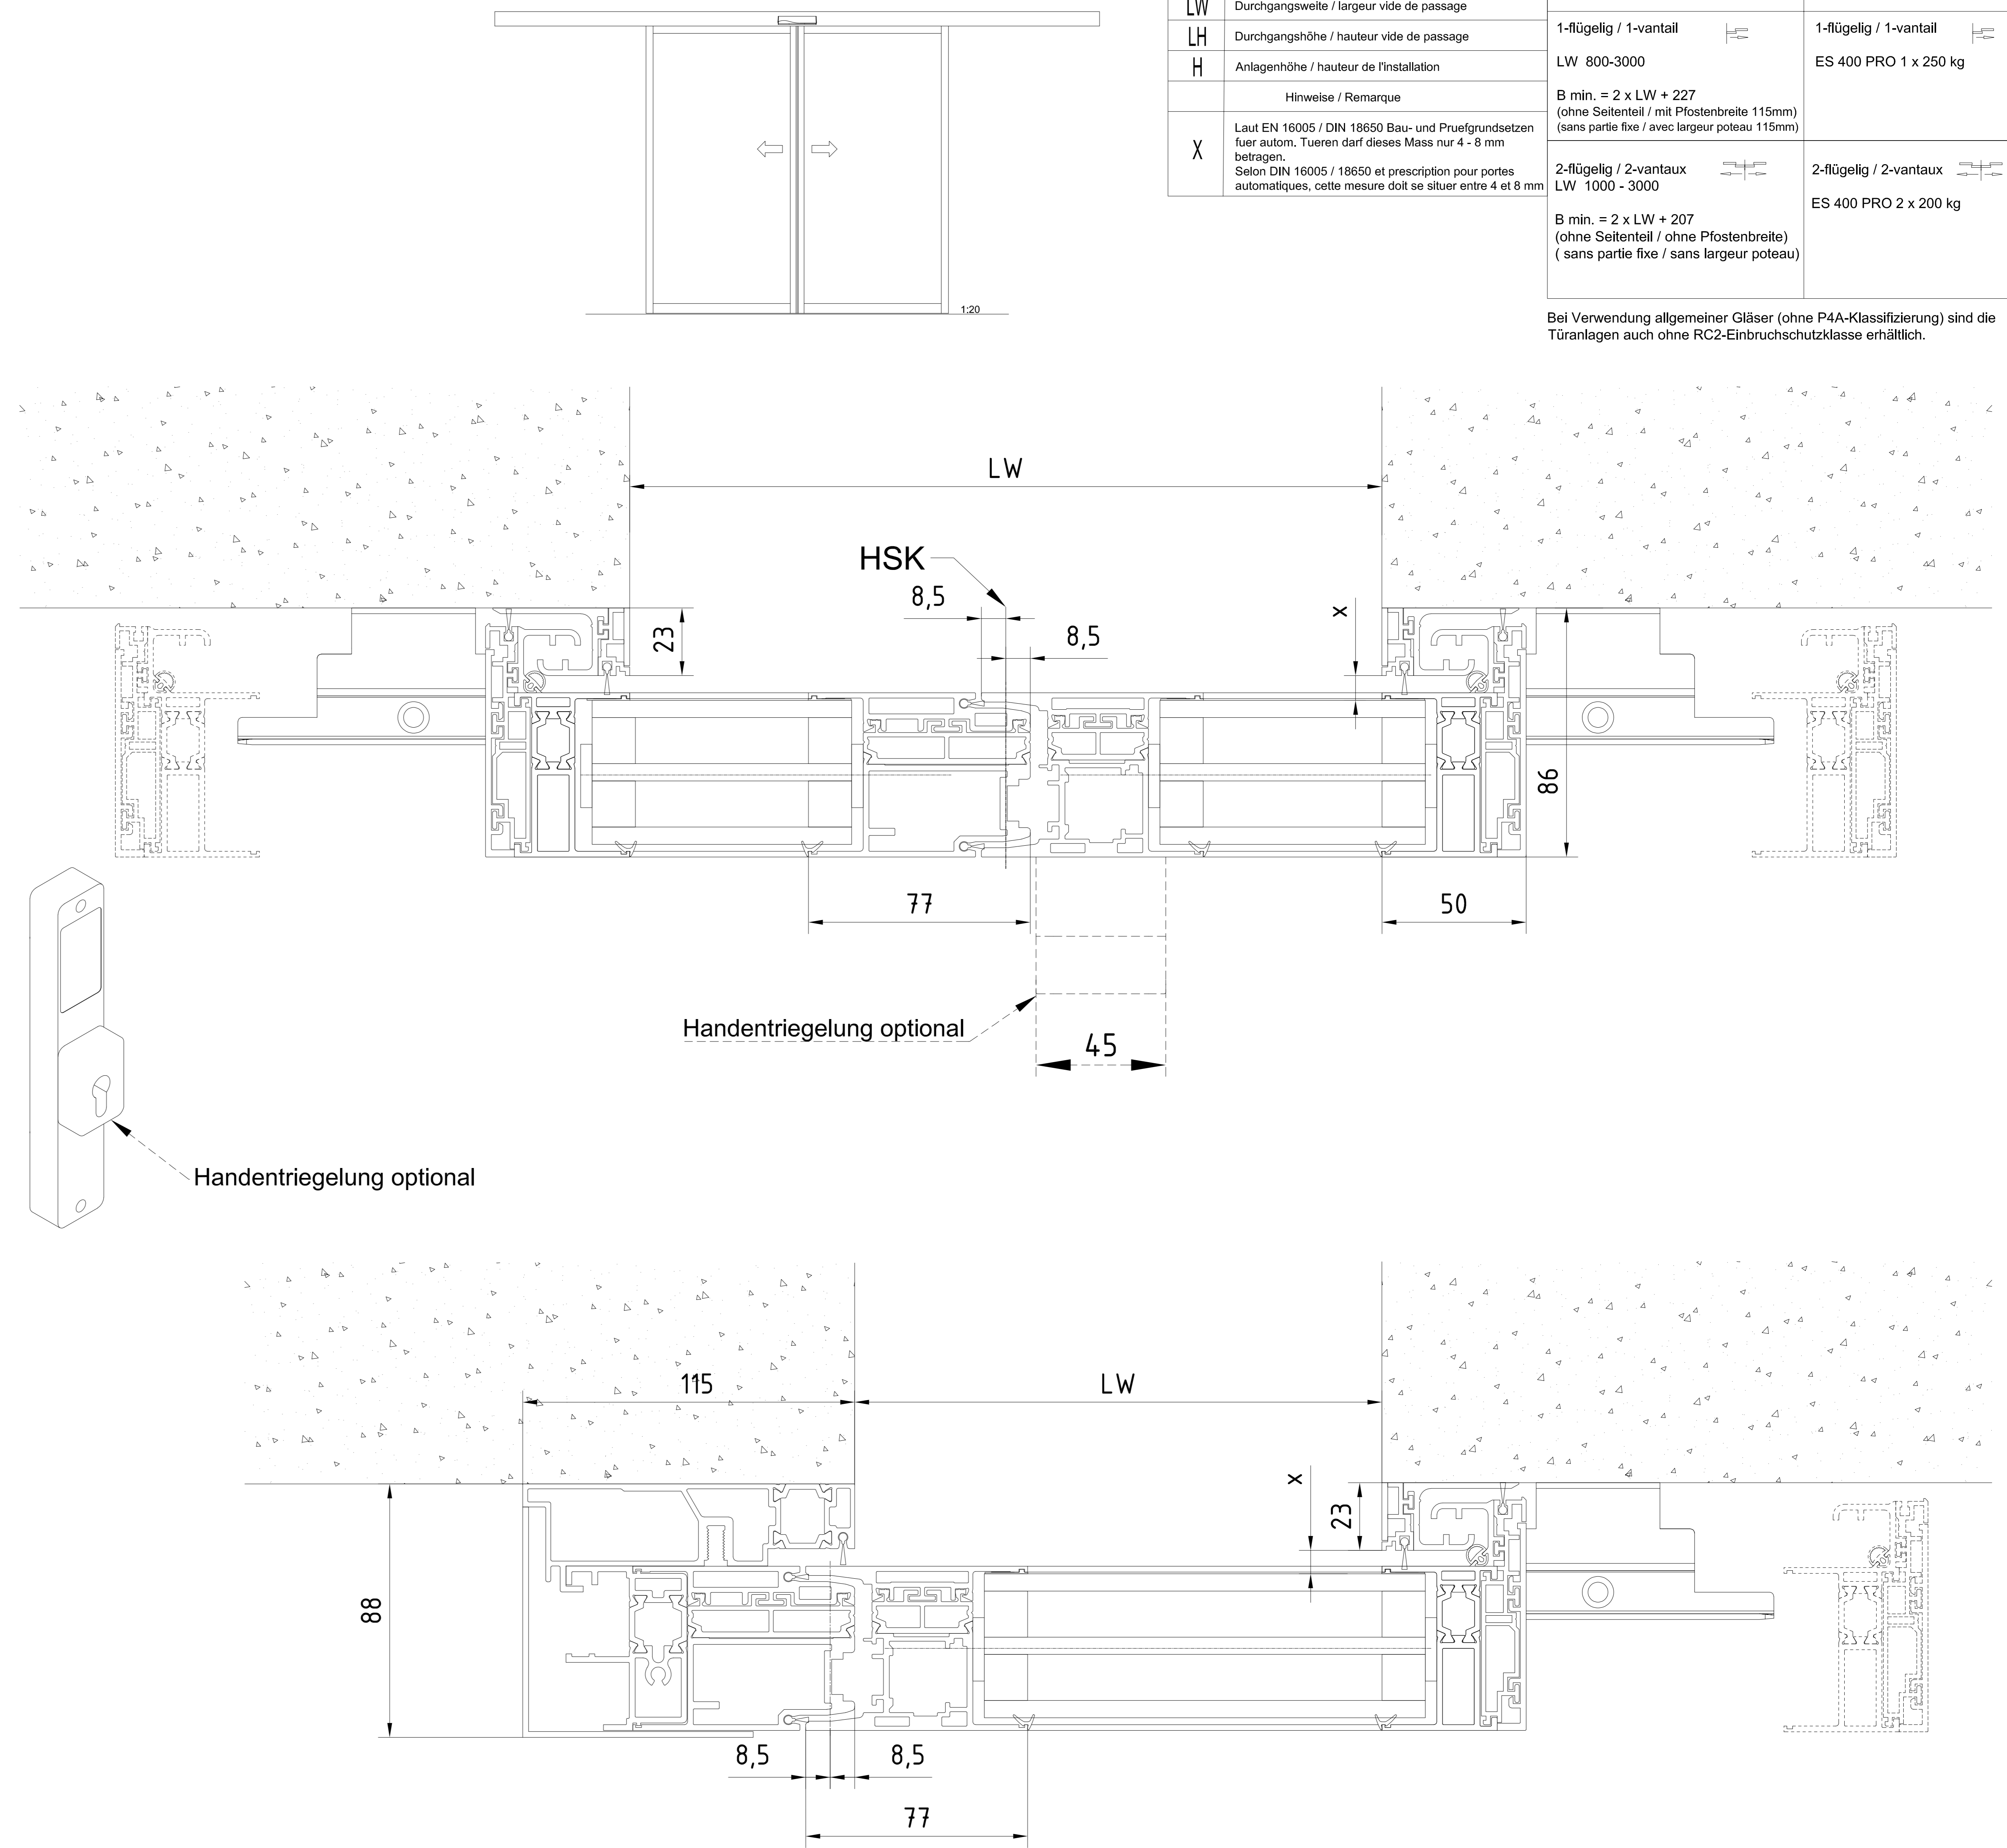 LW Durchgangsweite / largeur vide de passage
LH Durchgangshöhe / hauteur vide de passage
H Anlagenhöhe / hauteur de l'installation
Hinweise / Remarque
X
Laut EN 16005 / DIN 18650 Bau- und Pruefgrundsetzen
fuer autom. Tueren darf dieses Mass nur 4 - 8 mm
betragen.
Selon DIN 16005 / 18650 et prescription pour portes
automatiques, cette mesure doit se situer entre 4 et 8 mm
1-flügelig / 1-vantail
LW 800-3000
B min. = 2 x LW + 227
(ohne Seitenteil / mit Pfostenbreite 115mm)
(sans partie fixe / avec largeur poteau 115mm)
1-flügelig / 1-vantail
ES 400 PRO 1 x 250 kg
2-flügelig / 2-vantaux
LW 1000 - 3000
B min. = 2 x LW + 207
(ohne Seitenteil / ohne Pfostenbreite)
( sans partie fixe / sans largeur poteau)
2-flügelig / 2-vantaux
ES 400 PRO 2 x 200 kg
1:20
Bei Verwendung allgemeiner Gläser (ohne P4A-Klassifizierung) sind die
Türanlagen auch ohne RC2-Einbruchschutzklasse erhältlich.
LW
HSK
8,5
8,5
23
x
86
77
50
Handentriegelung optional
45
Handentriegelung optional
115
LW
x
23
88
8,5
8,5
77